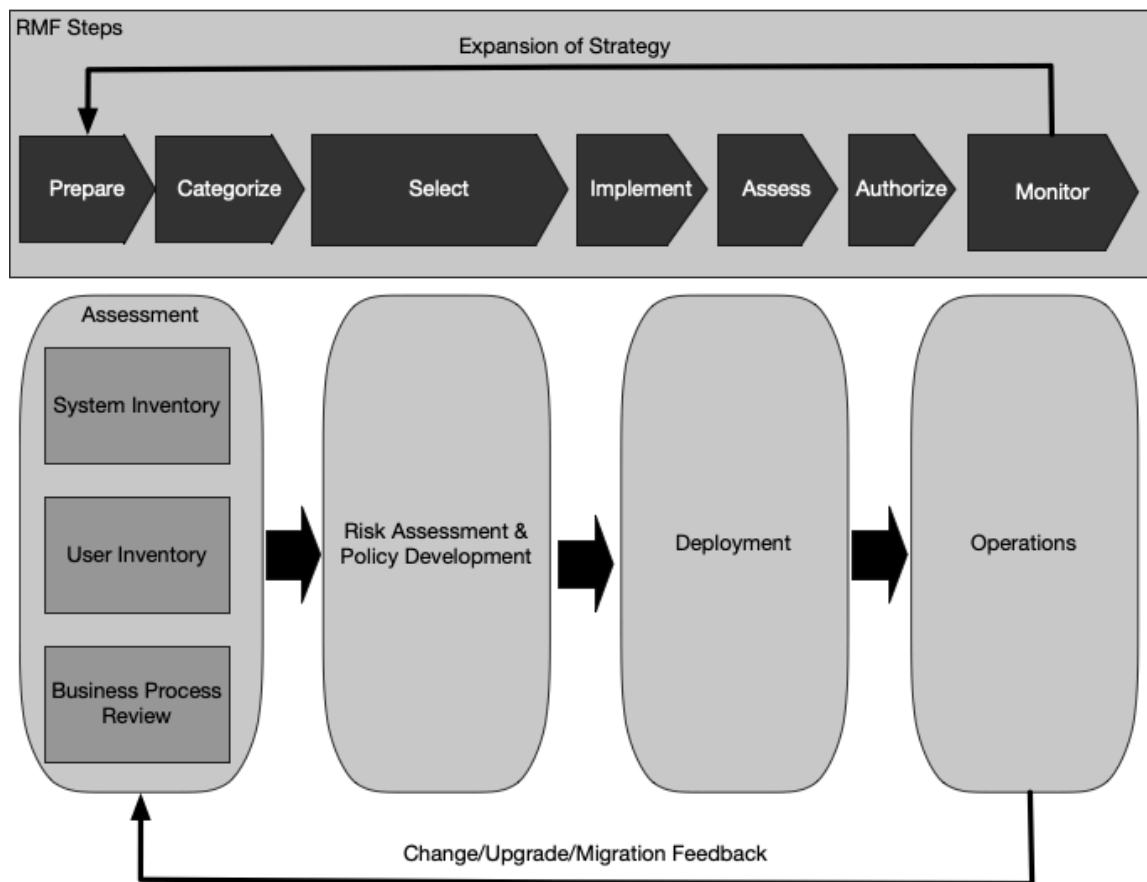 RMF Steps
Expansion of Strategy
Prepare
Categorize
Select
Implement
Assess
Authorize
Monitor
Assessment
System Inventory
User Inventory
Business Process
Review
Risk Assessment &
Policy Development
Deployment
Operations
Change/Upgrade/Migration Feedback